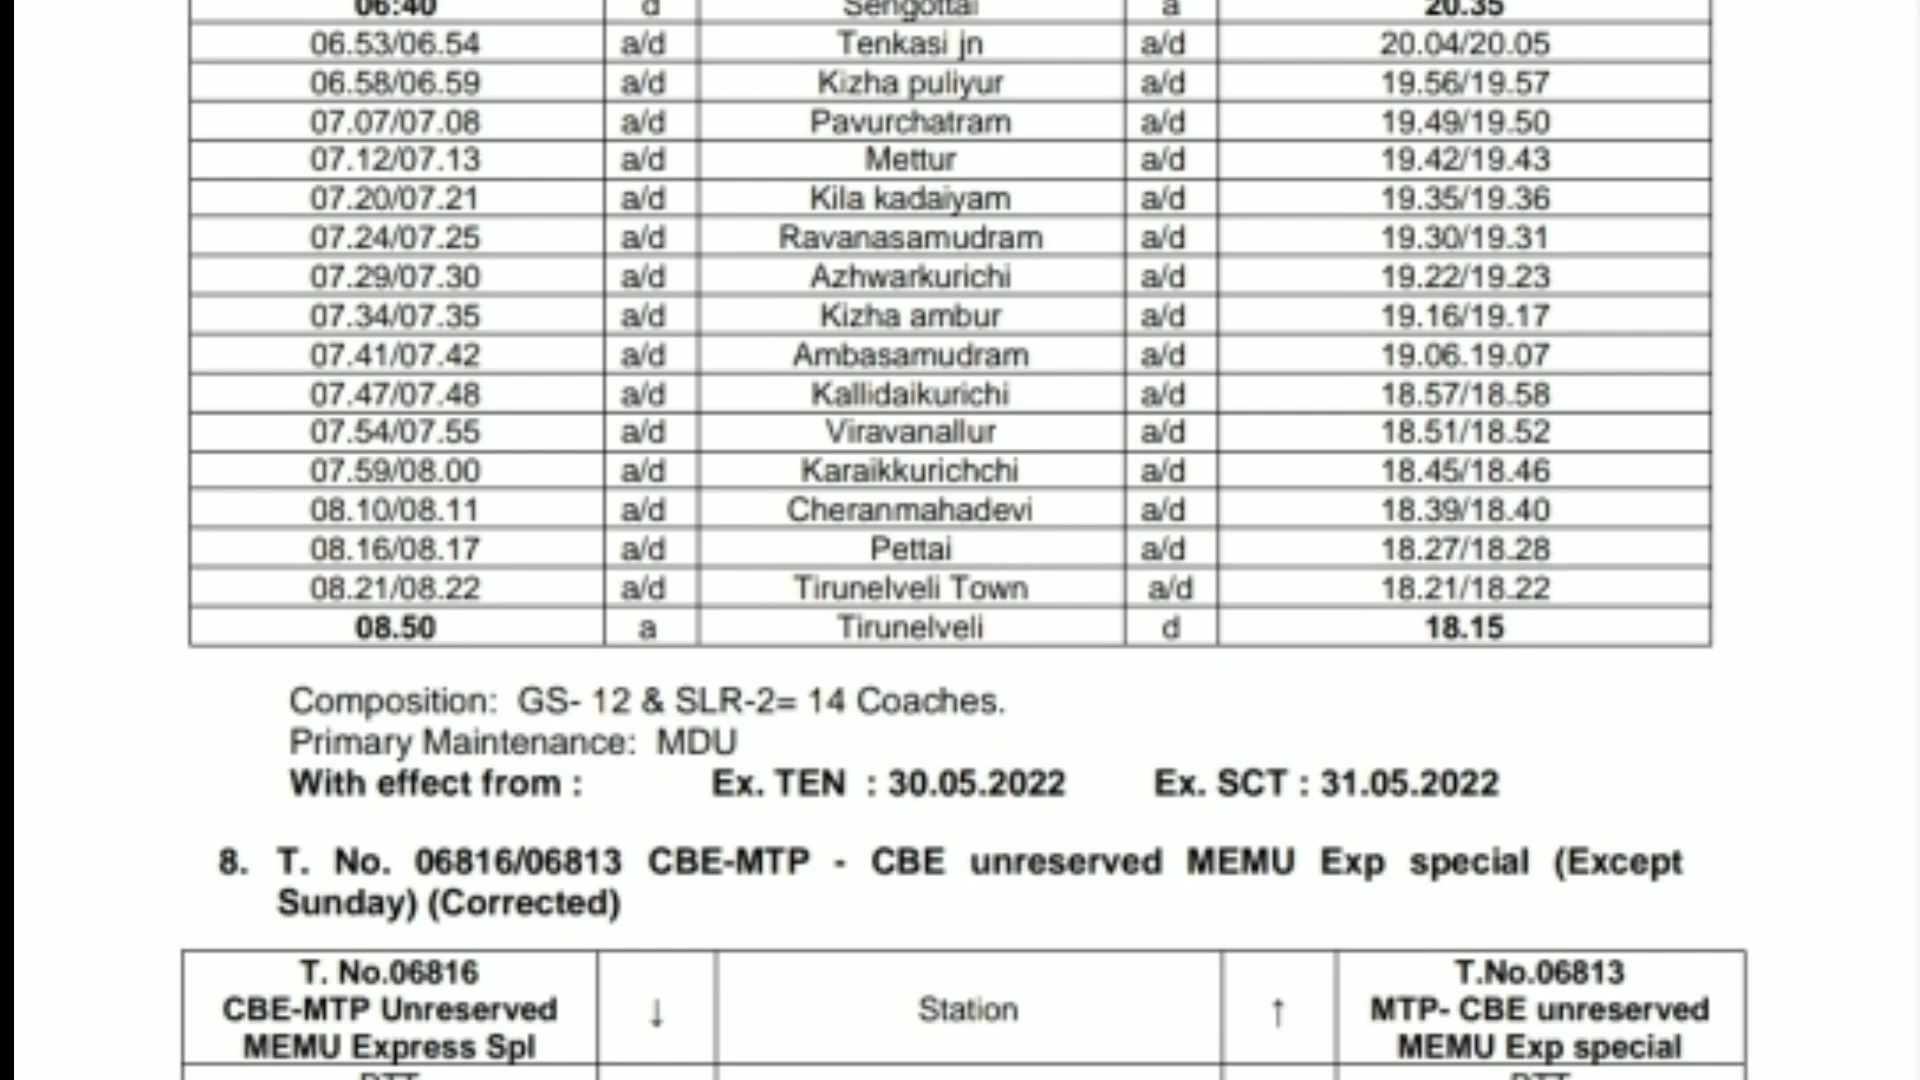 06:40 d Sengottai a 20.35
06.53/06.54 a/d Tenkasi jn a/d 20.04/20.05
06.58/06.59 a/d Kizha puliyur a/d 19.56/19.57
07.07/07.08 a/d Pavurchatram a/d 19.49/19.50
07.12/07.13 a/d Mettur a/d 19.42/19.43
07.20/07.21 a/d Kila kadaiyam a/d 19.35/19.36
07.24/07.25 a/d Ravanasamudram a/d 19.30/19.31
07.29/07.30 a/d Azhwarkurichi a/d 19.22/19.23
07.34/07.35 a/d Kizha ambur a/d 19.16/19.17
07.41/07.42 a/d Ambasamudram a/d 19.06.19.07
07.47/07.48 a/d Kallidaikurichi a/d 18.57/18.58
07.54/07.55 a/d Viravanallur a/d 18.51/18.52
07.59/08.00 a/d Karaikkurichchi a/d 18.45/18.46
08.10/08.11 a/d Cheranmahadevi a/d 18.39/18.40
08.16/08.17 a/d Pettai a/d 18.27/18.28
08.21/08.22 a/d Tirunelveli Town a/d 18.21/18.22
08.50 a Tirunelveli d 18.15
Composition: GS- 12 & SLR-2= 14 Coaches.
Primary Maintenance: MDU
With effect from : Ex. TEN : 30.05.2022 Ex. SCT : 31.05.2022
8. T. No. 06816/06813 CBE-MTP - CBE unreserved MEMU Exp special (Except
Sunday) (Corrected)
T. No.06816 T.No.06813
CBE-MTP Unreserved ↓ Station ↑ MTP- CBE unreserved
MEMU Express Spl MEMU Exp special